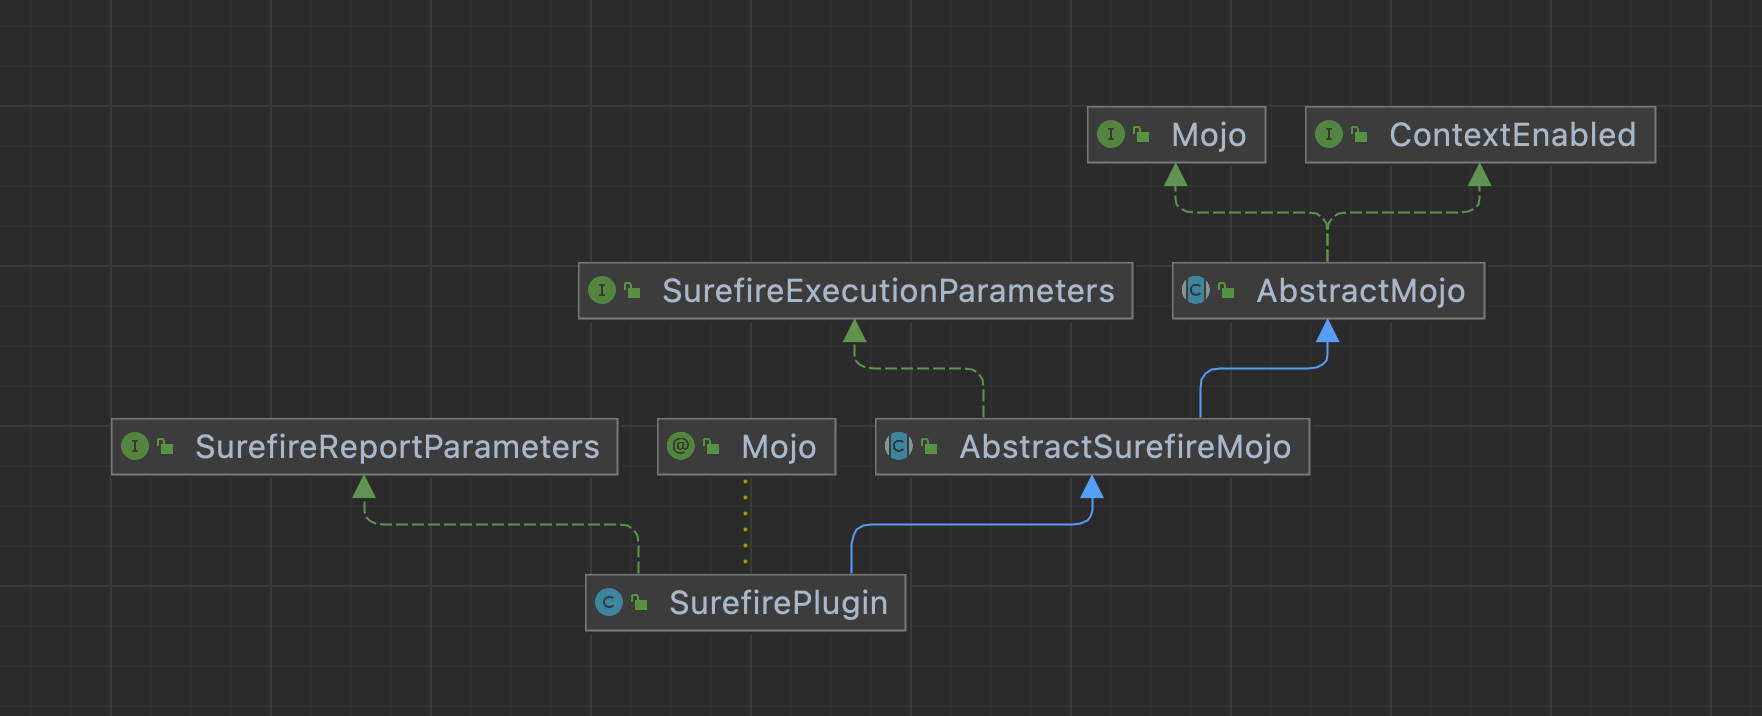 I Mojo
I ContextEnabled
I SurefireExecutionParameters
C AbstractMojo
I SurefireReportParameters
@ Mojo
C AbstractSurefireMojo
C SurefirePlugin